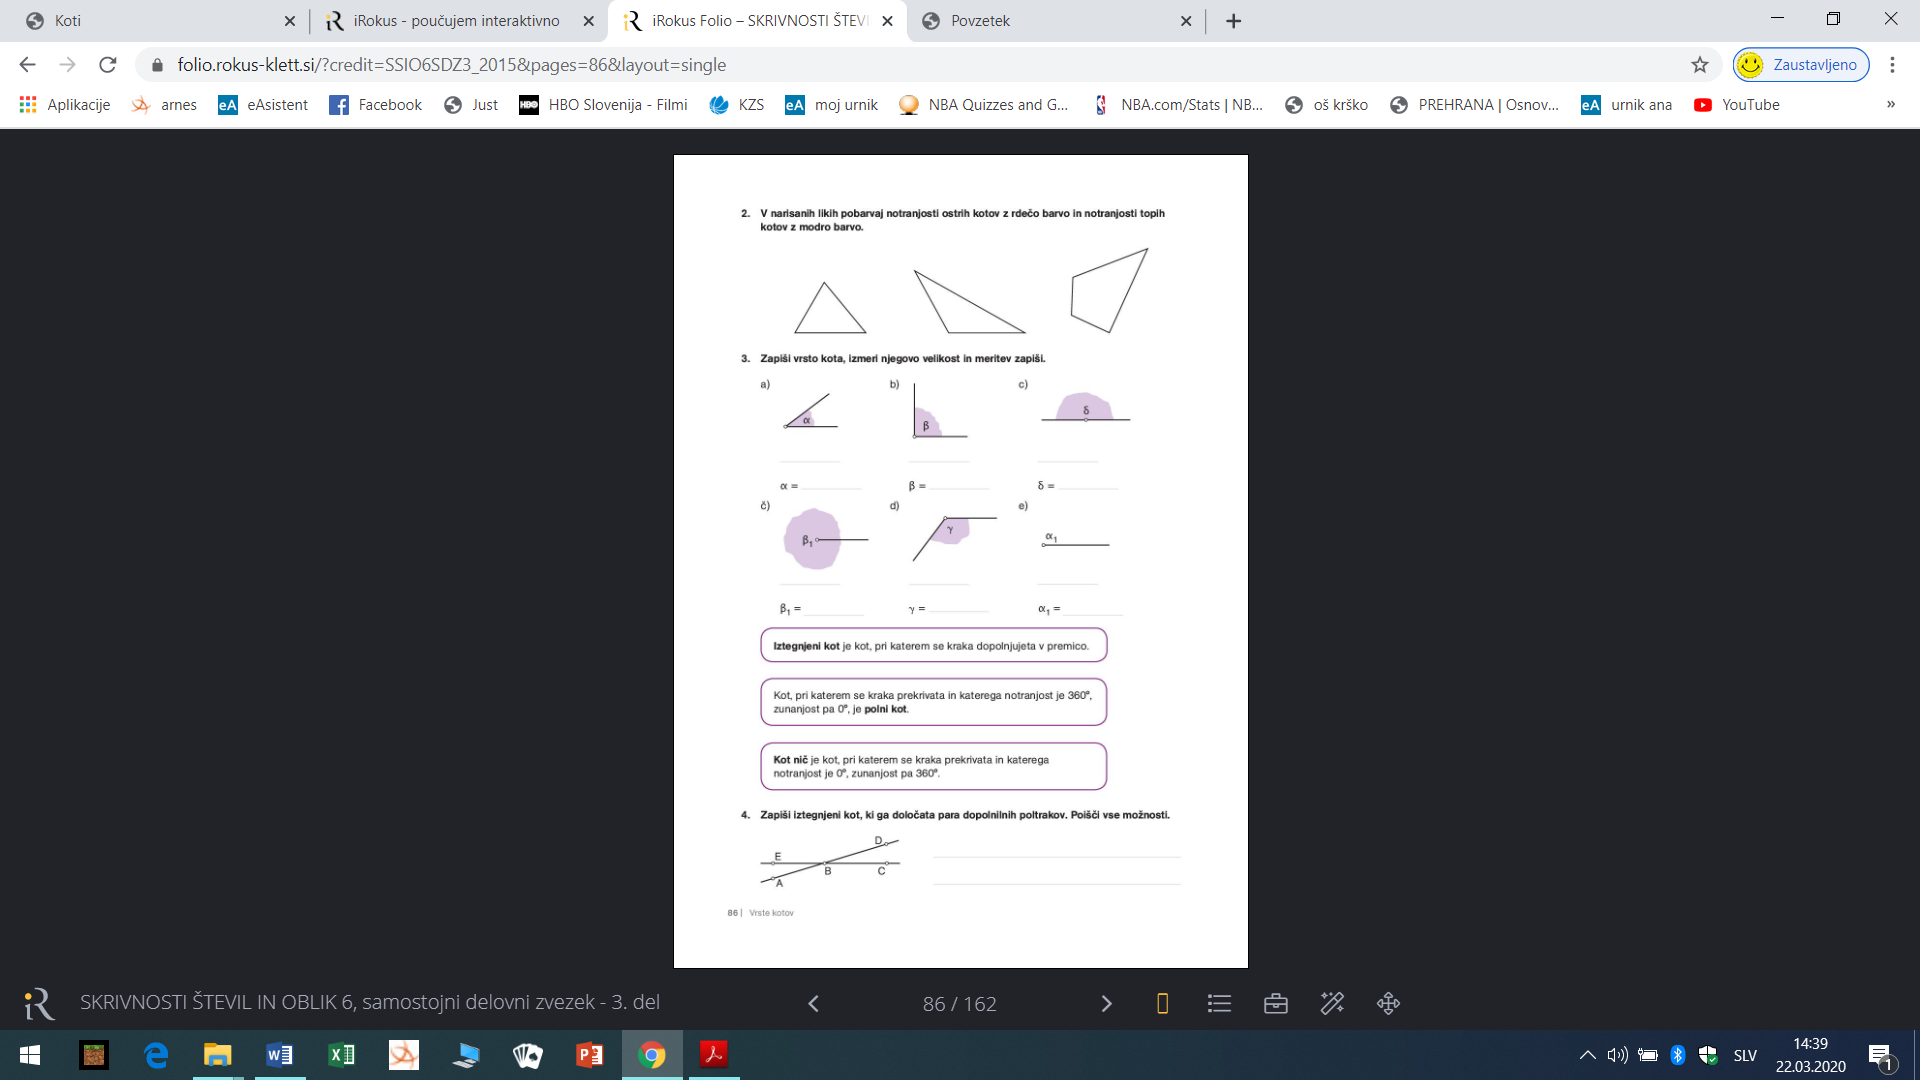 Koti
iRokus - poučujem interaktivno
iRokus Folio – SKRIVNOSTI ŠTEVI
Povzetek
folio.rokus-klett.si/?credit=SSIO6SDZ3_2015&pages=86&layout=single
Zaustavljeno
Aplikacije
arnes
eA eAsistent
Facebook
Just
HBO HBO Slovenija - Filmi
KZS
eA moj urnik
NBA Quizzes and G...
NBA.com/Stats | NB...
oš krško
PREHRANA | Osnov...
eA urnik ana
YouTube
»
2. V narisanih likih pobarvaj notranjosti ostrih kotov z rdečo barvo in notranjosti topih
kotov z modro barvo.
3. Zapiši vrsto kota, izmeri njegovo velikost in meritev zapiši.
a) b) c)
α β δ
α = β = δ =
č) d) e)
β₁ γ α₁
β₁ = γ = α₁ =
Iztegnjeni kot je kot, pri katerem se kraka dopolnjujeta v premico.
Kot, pri katerem se kraka prekrivata in katerega notranjost je 360°,
zunanjost pa 0°, je polni kot.
Kot nič je kot, pri katerem se kraka prekrivata in katerega
notranjost je 0°, zunanjost pa 360°.
4. Zapiši iztegnjeni kot, ki ga določata para dopolnilnih poltrakov. Poišči vse možnosti.
D
E
B C
A
86 | Vrste kotov
iR SKRIVNOSTI ŠTEVIL IN OBLIK 6, samostojni delovni zvezek - 3. del
86 / 162
SLV
14:39
22.03.2020
1